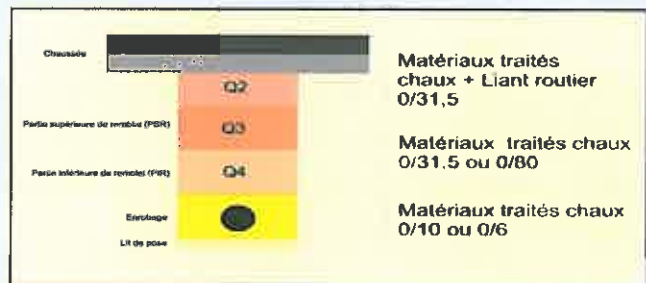 Chaussée
Q2
Matériaux traités
chaux + Liant routier
0/31,5
Partie supérieure de remblai (PSR)
Q3
Matériaux traités chaux
0/31,5 ou 0/80
Partie inférieure de remblai (PIR)
Q4
Matériaux traités chaux
0/10 ou 0/6
Enrobage
Lit de pose